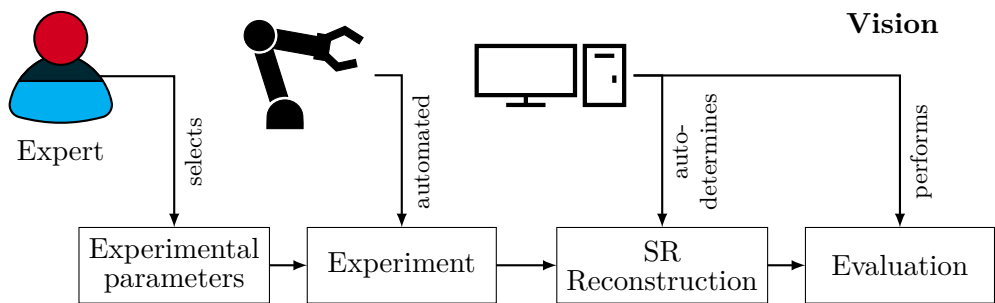 Vision
Expert
selects
automated
auto-
determines
performs
Experimental
parameters
Experiment
SR
Reconstruction
Evaluation